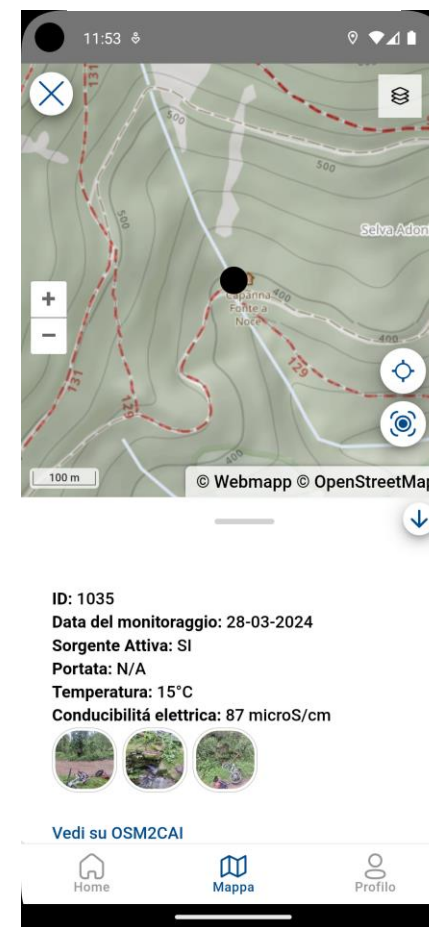 11:53
131
500
500
500
Selva Adon
Capanna
Fonte a
Noce
400
400
+
−
131
129
129
400
100 m
© Webmapp © OpenStreetMap
ID: 1035
Data del monitoraggio: 28-03-2024
Sorgente Attiva: SI
Portata: N/A
Temperatura: 15°C
Conducibilitá elettrica: 87 microS/cm
Vedi su OSM2CAI
Home Mappa Profilo